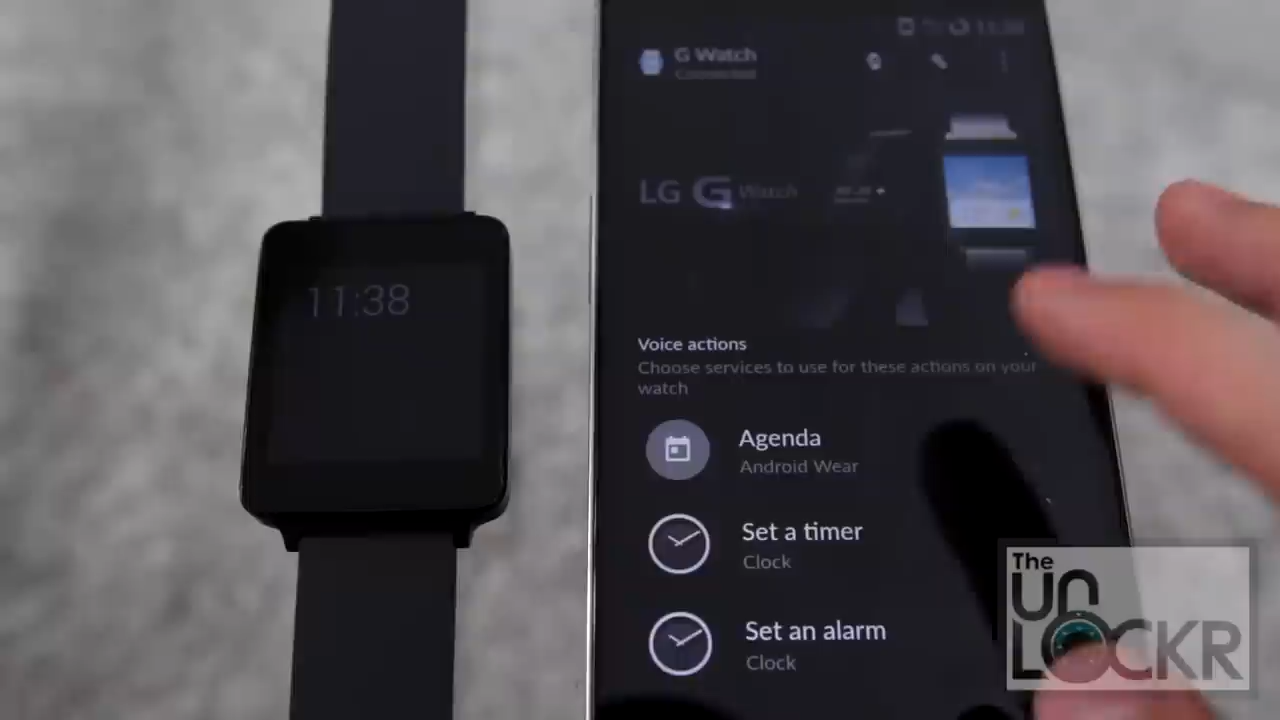 11:38
G Watch
Connected
LG G Watch
Voice actions
Choose services to use for these actions on your
watch
Agenda
Android Wear
Set a timer
Clock
Set an alarm
Clock
The
UNLOCKR